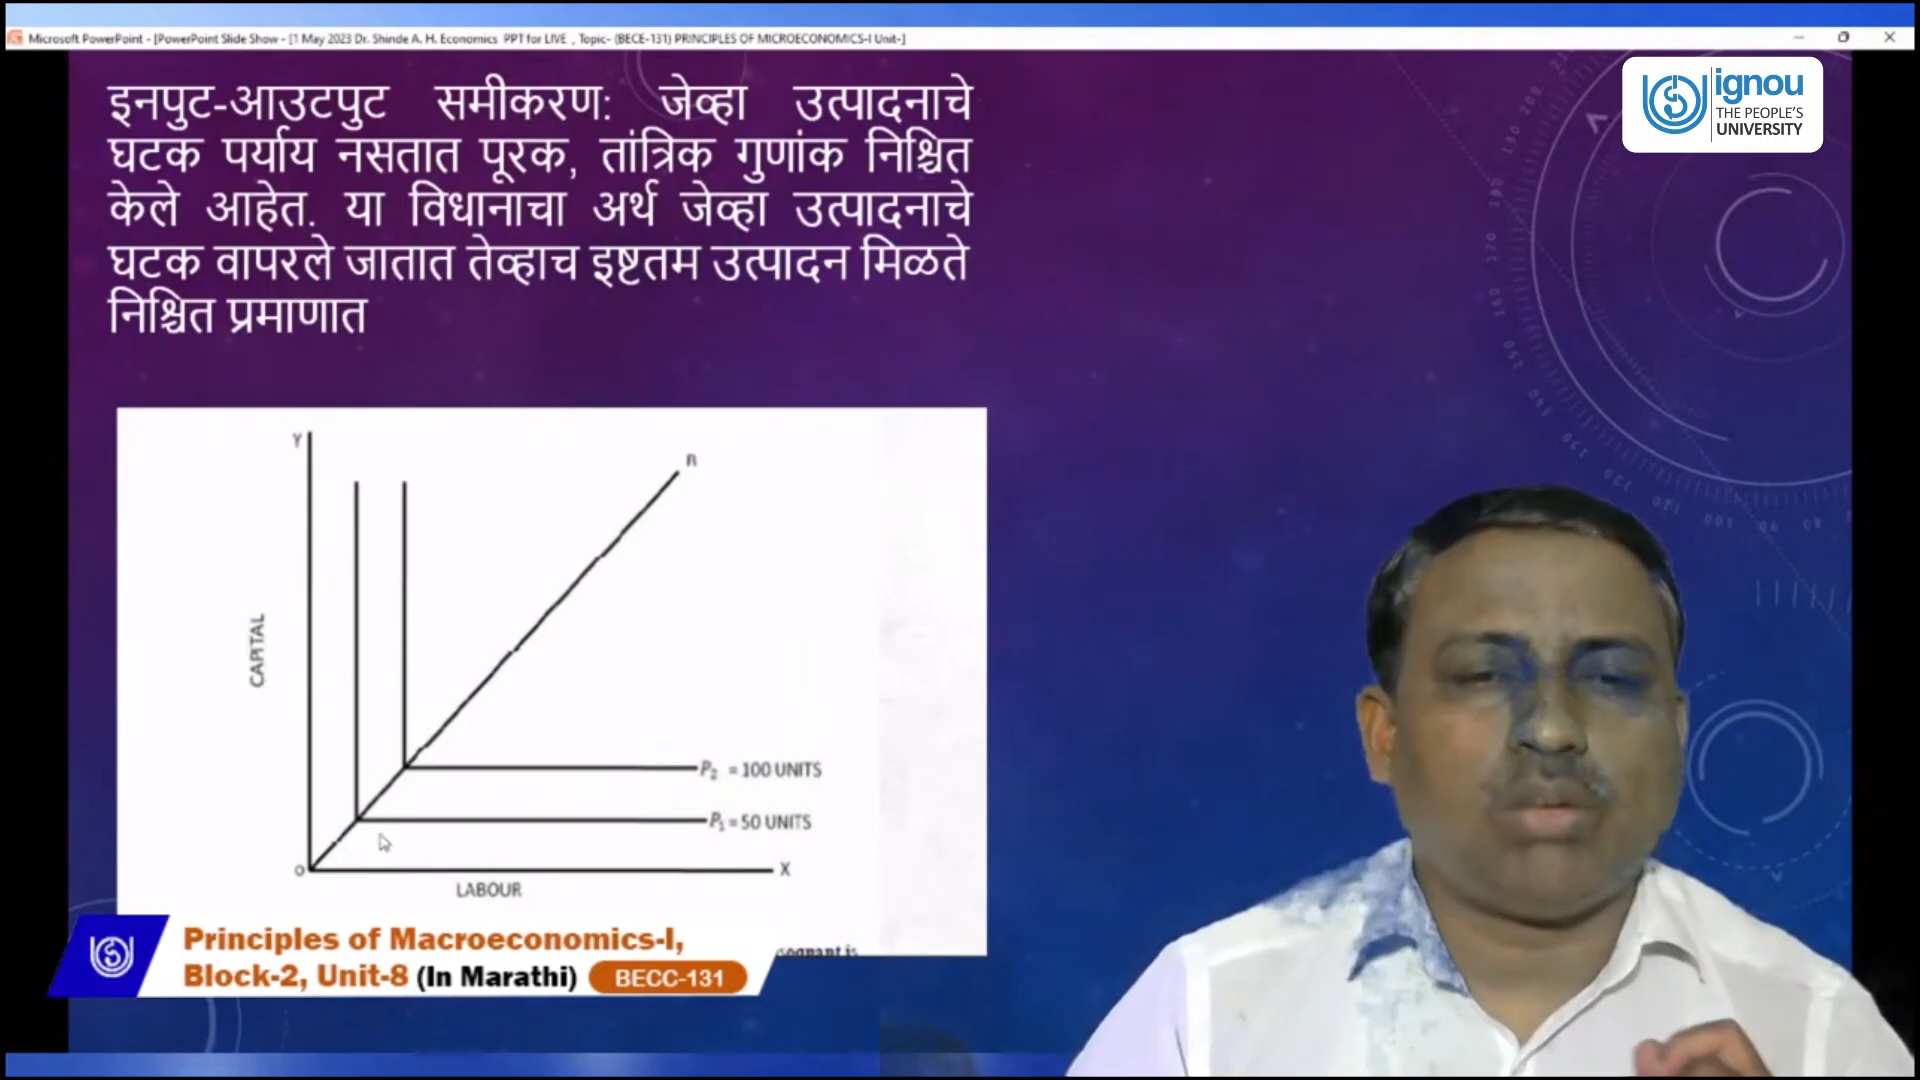 Microsoft PowerPoint - [PowerPoint Slide Show - [1 May 2023 Dr. Shinde A. H. Economics PPT for LIVE , Topic- (BECE-131) PRINCIPLES OF MICROECONOMICS-I Unit-]
ignou
THE PEOPLE'S
UNIVERSITY
इनपुट-आउटपुट समीकरण: जेव्हा उत्पादनाचे
घटक पर्याय नसतात पूरक, तांत्रिक गुणांक निश्चित
केले आहेत. या विधानाचा अर्थ जेव्हा उत्पादनाचे
घटक वापरले जातात तेव्हाच इष्टतम उत्पादन मिळते
निश्चित प्रमाणात
Y
R
CAPITAL
P2 = 100 UNITS
P1 = 50 UNITS
O
X
LABOUR
Principles of Macroeconomics-I,
Block-2, Unit-8 (In Marathi) BECC-131